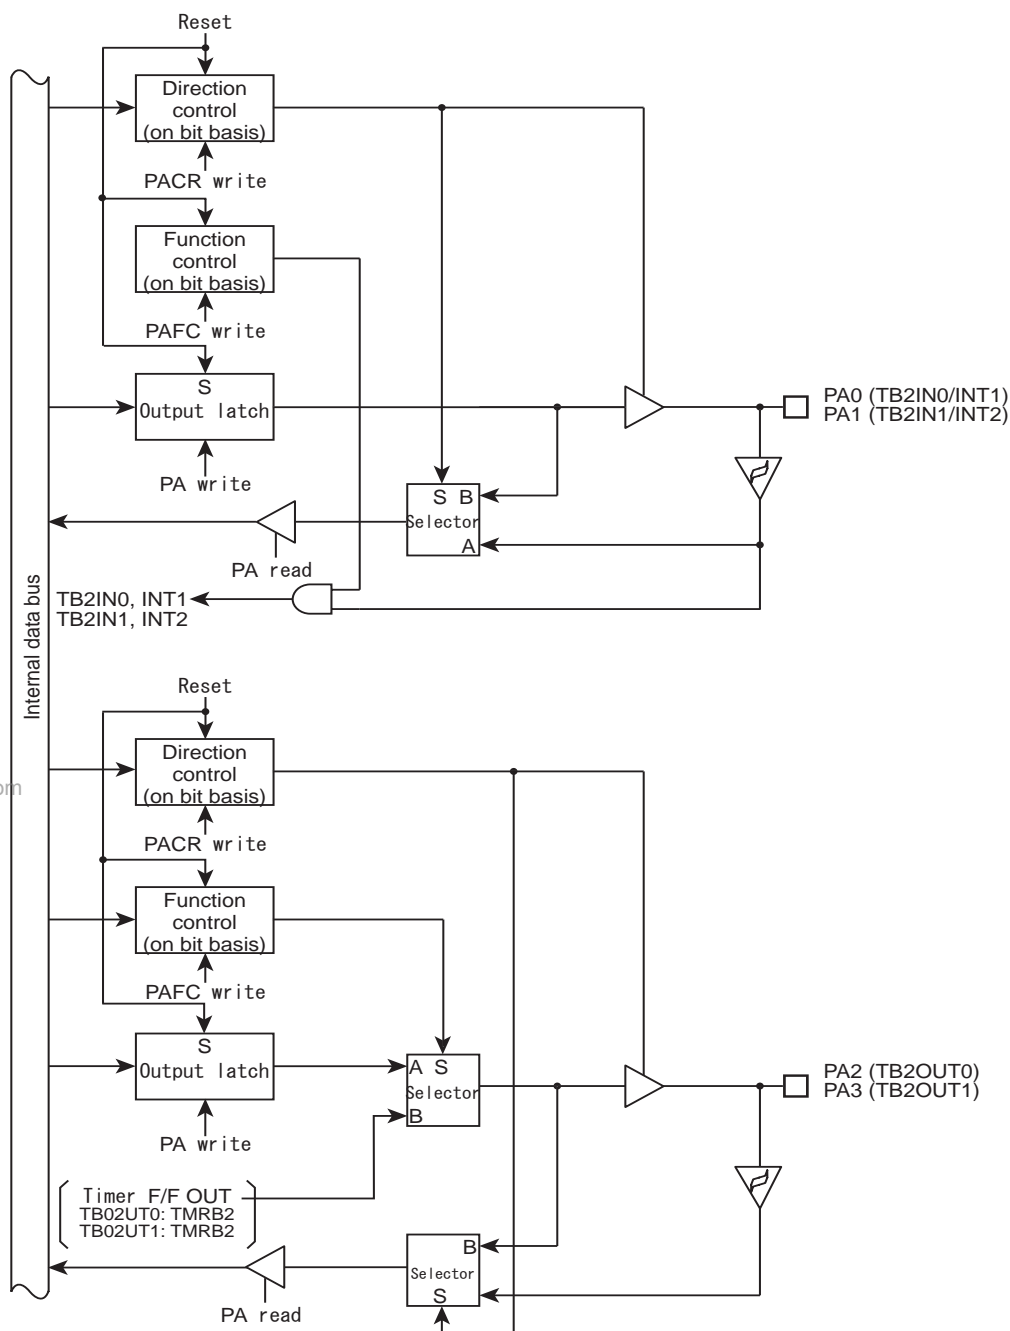 Reset
Direction
control
(on bit basis)
PACR write
Function
control
(on bit basis)
PAFC write
S
Output latch
PA write
PA0 (TB2IN0/INT1)
PA1 (TB2IN1/INT2)
S B
Selector
A
PA read
TB2IN0, INT1
TB2IN1, INT2
Internal data bus
Reset
Direction
control
(on bit basis)
om
PACR write
Function
control
(on bit basis)
PAFC write
S
Output latch
PA write
A S
Selector
B
PA2 (TB2OUT0)
PA3 (TB2OUT1)
Timer F/F OUT
TB02UT0: TMRB2
TB02UT1: TMRB2
B
Selector
S
PA read